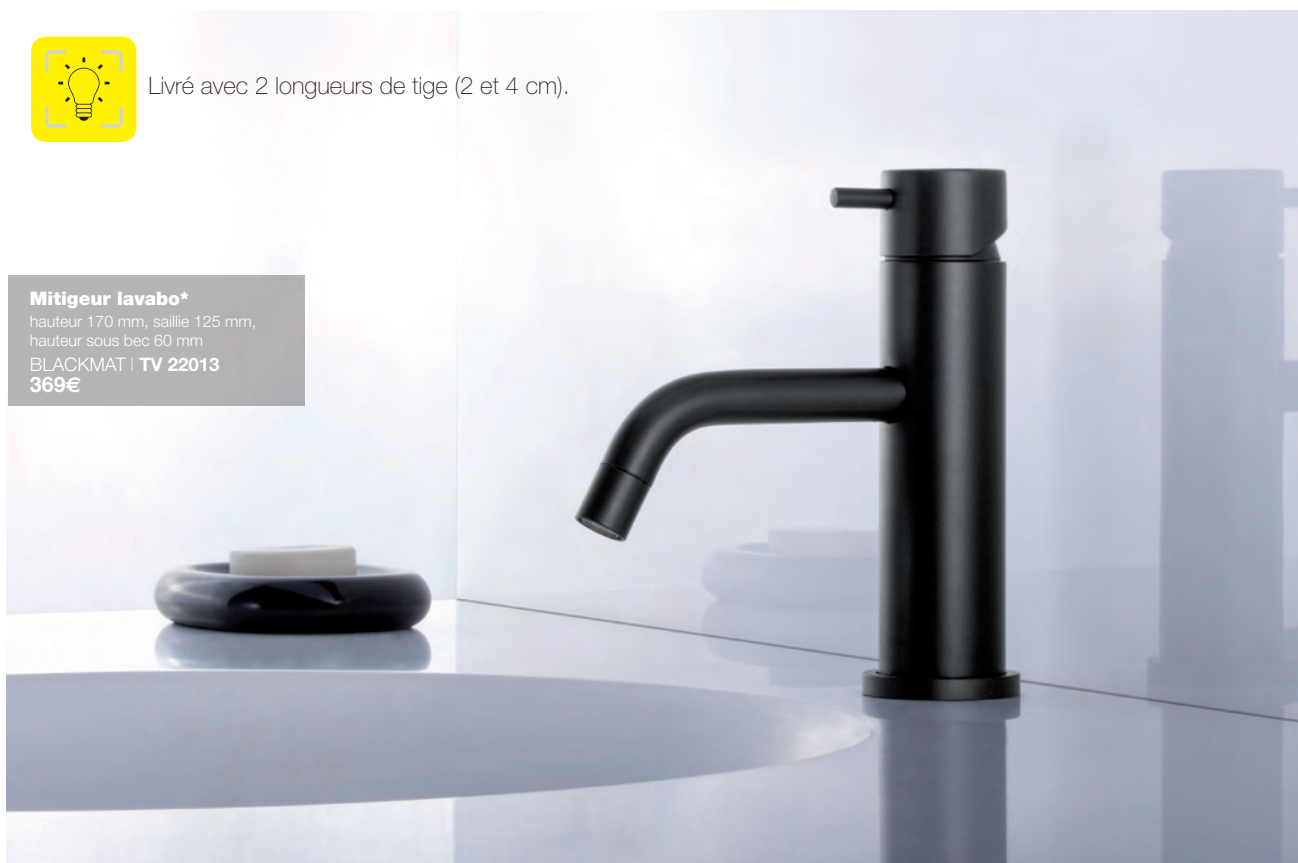 Livré avec 2 longueurs de tige (2 et 4 cm).
Mitigeur lavabo*
hauteur 170 mm, saillie 125 mm,
hauteur sous bec 60 mm
BLACKMAT | TV 22013
369€